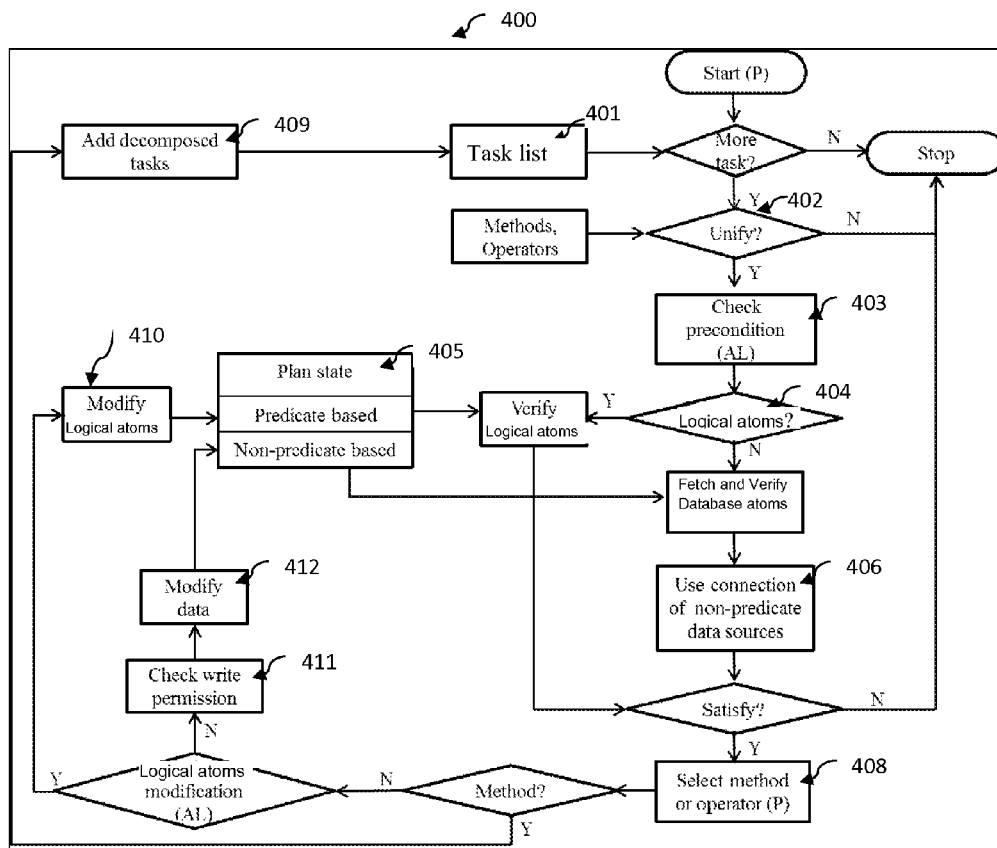 400
Start (P)
409
401
Add decomposed
tasks
Task list
More
task?
N
Stop
Y
402
Methods,
Operators
Unify?
N
Y
Check
precondition
(AL)
403
410
405
Plan state
Predicate based
Non-predicate based
Modify
Logical atoms
Verify
Logical atoms
Y
404
Logical atoms?
N
Fetch and Verify
Database atoms
412
Modify
data
Use connection
of non-predicate
data sources
406
411
Check write
permission
Satisfy?
N
N
Y
Y
Logical atoms
modification
(AL)
N
Method?
Y
Select method
or operator (P)
408